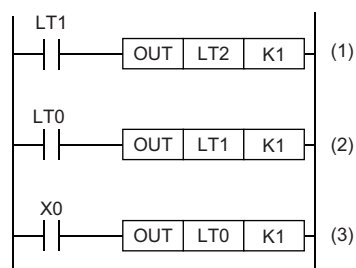 LT1
OUT LT2 K1 (1)
LT0
OUT LT1 K1 (2)
X0
OUT LT0 K1 (3)